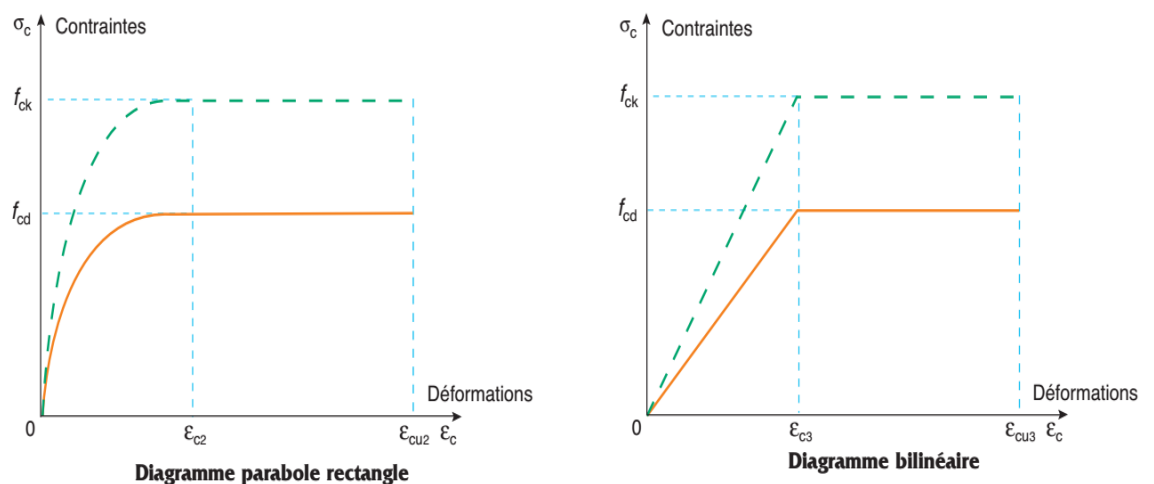 σc Contraintes
fck
fcd
Déformations
0 εc2 εcu2 εc
Diagramme parabole rectangle
σc Contraintes
fck
fcd
Déformations
0 εc3 εcu3 εc
Diagramme bilinéaire